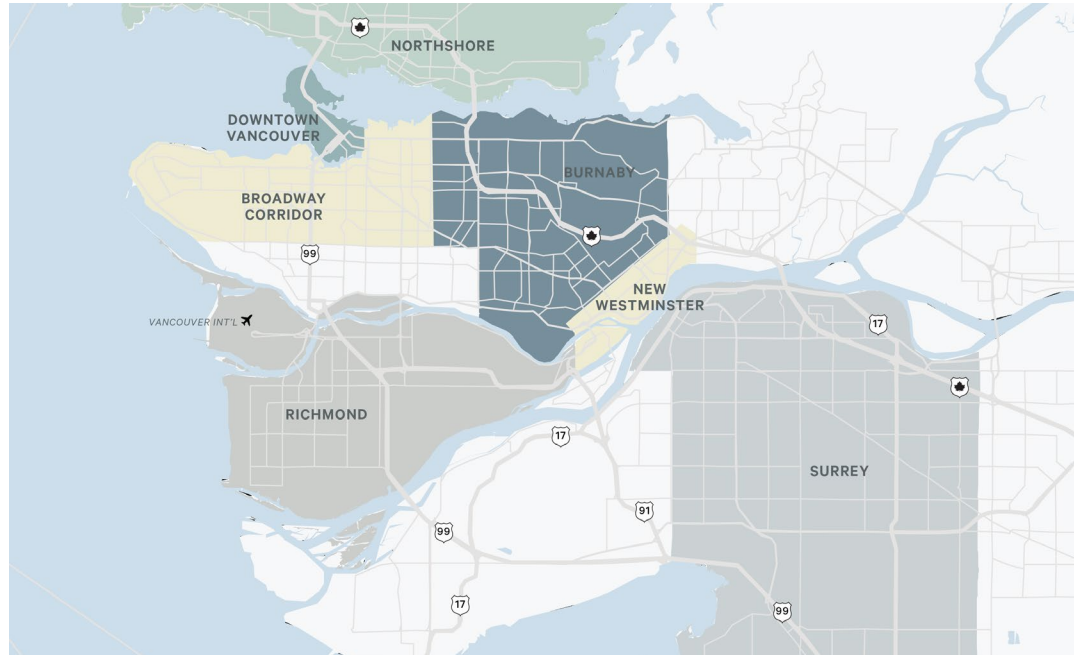 NORTHSHORE
DOWNTOWN
VANCOUVER
BURNABY
BROADWAY
CORRIDOR
99
NEW
WESTMINSTER
VANCOUVER INT'L
17
RICHMOND
17
SURREY
91
99
17
99